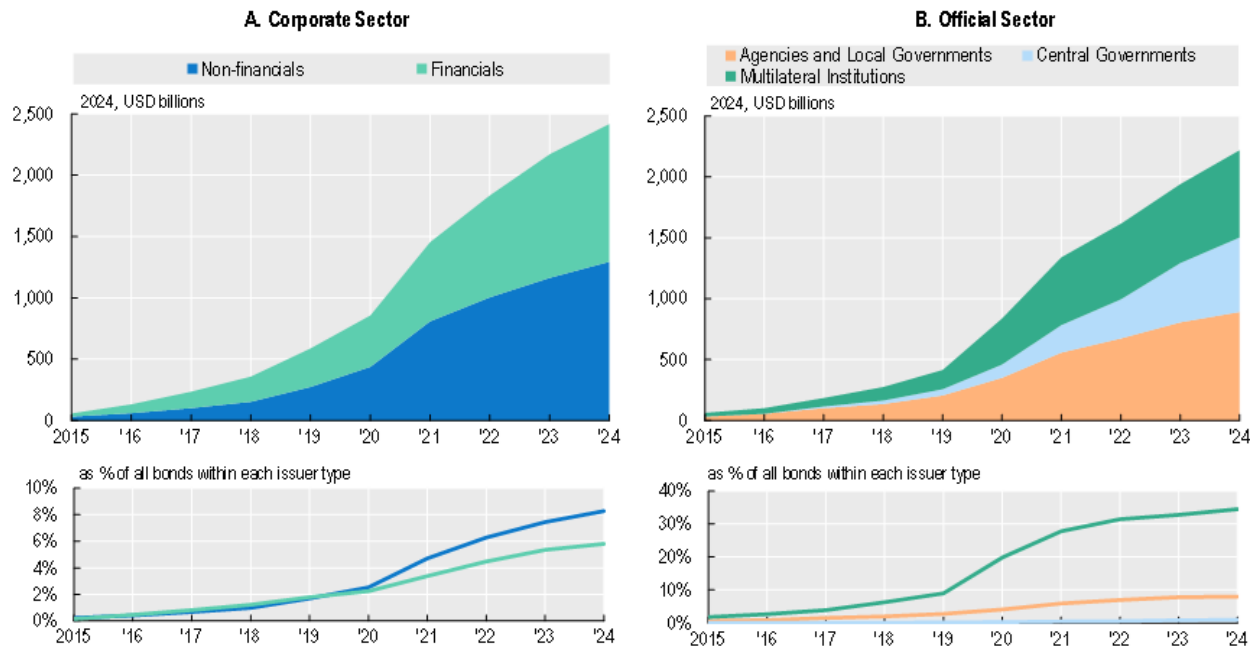 A. Corporate Sector
Non-financials Financials
2024, USD billions
2,500
2,000
1,500
1,000
500
0
2015 '16 '17 '18 '19 '20 '21 '22 '23 '24
as % of all bonds within each issuer type
10%
8%
6%
4%
2%
0%
2015 '16 '17 '18 '19 '20 '21 '22 '23 '24
B. Official Sector
Agencies and Local Governments Central Governments
Multilateral Institutions
2024, USD billions
2,500
2,000
1,500
1,000
500
0
2015 '16 '17 '18 '19 '20 '21 '22 '23 '24
as % of all bonds within each issuer type
40%
30%
20%
10%
0%
2015 '16 '17 '18 '19 '20 '21 '22 '23 '24